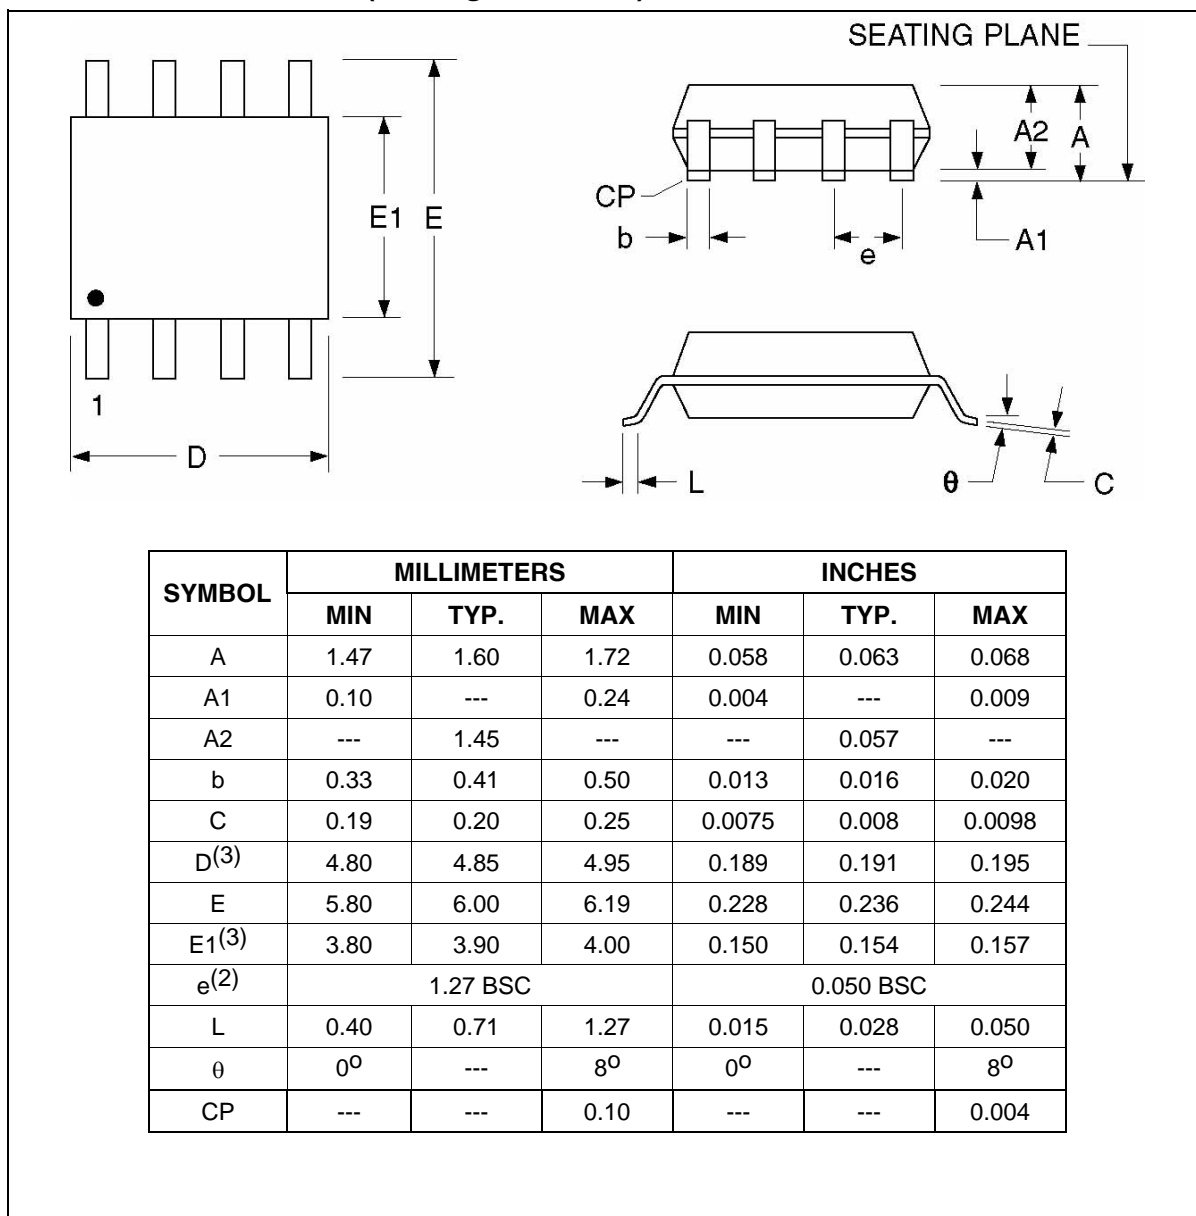 SEATING PLANE
A2 A
E1 E
CP
b
e
A1
1
D
L
θ
C
SYMBOL MILLIMETERS INCHES
MIN TYP. MAX MIN TYP. MAX
A 1.47 1.60 1.72 0.058 0.063 0.068
A1 0.10 --- 0.24 0.004 --- 0.009
A2 --- 1.45 --- --- 0.057 ---
b 0.33 0.41 0.50 0.013 0.016 0.020
C 0.19 0.20 0.25 0.0075 0.008 0.0098
D(3) 4.80 4.85 4.95 0.189 0.191 0.195
E 5.80 6.00 6.19 0.228 0.236 0.244
E1(3) 3.80 3.90 4.00 0.150 0.154 0.157
e(2) 1.27 BSC 0.050 BSC
L 0.40 0.71 1.27 0.015 0.028 0.050
θ 0º --- 8º 0º --- 8º
CP --- --- 0.10 --- --- 0.004